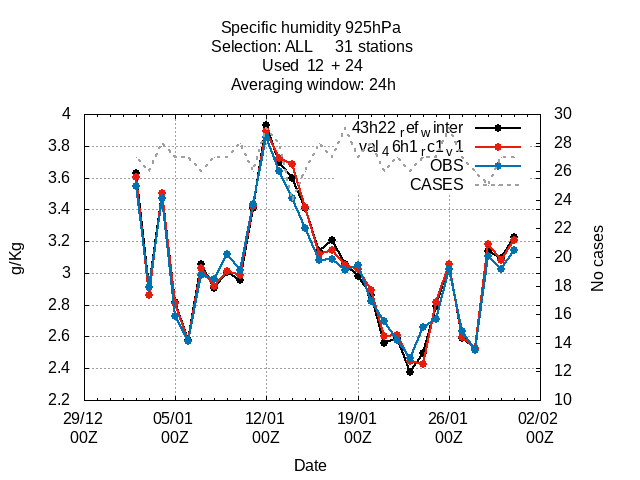 Specific humidity 925hPa
Selection: ALL     31 stations
Used  12  + 24
Averaging window: 24h
4
3.8
3.6
3.4
3.2
3
2.8
2.6
2.4
2.2
30
28
26
24
22
20
18
16
14
12
10
g/Kg
No cases
43h22_ref_winter
val_46h1_rc2_v1
OBS
CASES
29/12 05/01 12/01 19/01 26/01 02/02
00Z 00Z 00Z 00Z 00Z 00Z
Date